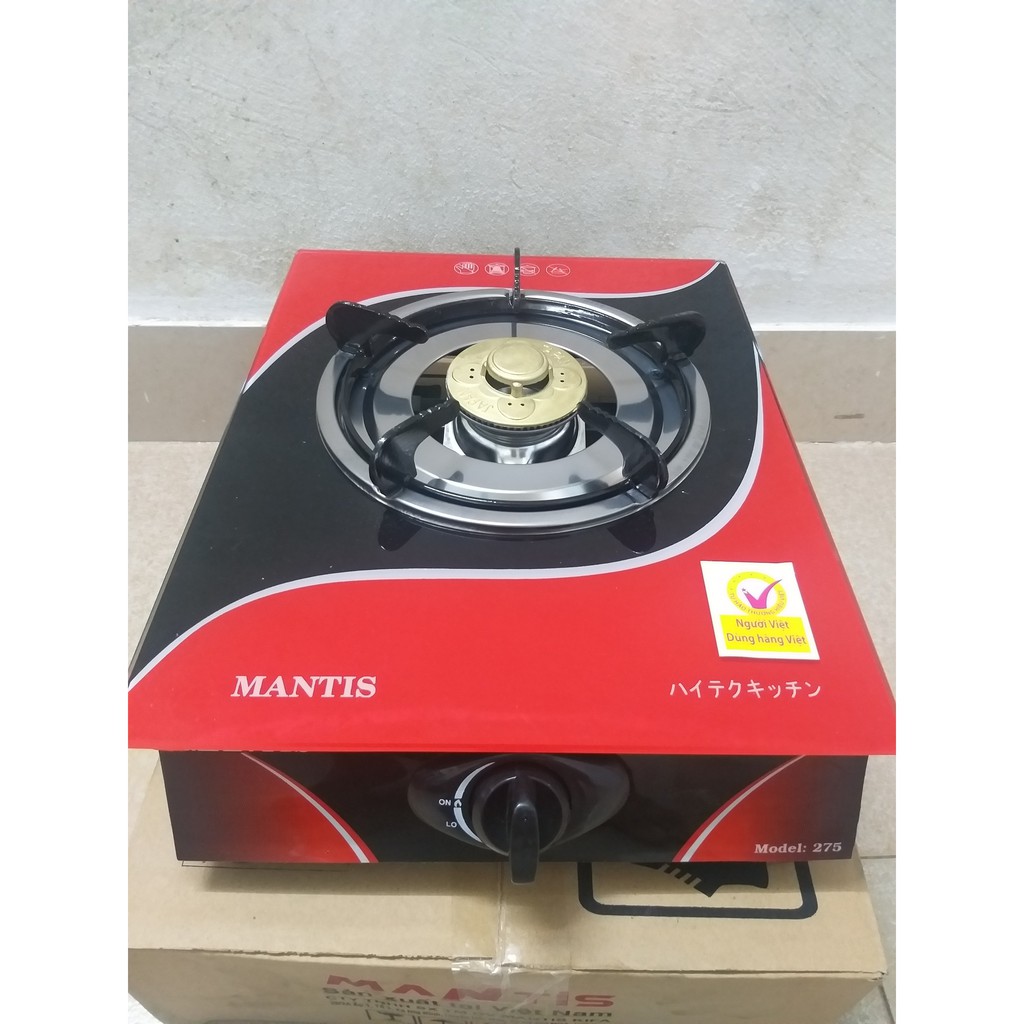 Người Việt
Dùng hàng Việt
MANTIS
ハイテクキッチン
ON
LO
Model: 275
MANTIS
Sản xuất tại Việt Nam